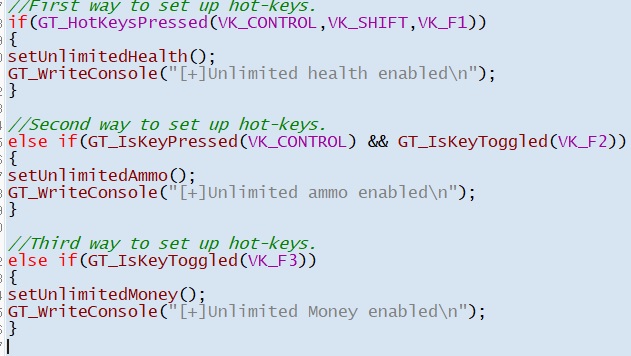 //First way to set up hot-keys.
if(GT_HotKeysPressed(VK_CONTROL,VK_SHIFT,VK_F1))
{
setUnlimitedHealth();
GT_WriteConsole("[+]Unlimited health enabled\n");
}
//Second way to set up hot-keys.
else if(GT_IsKeyPressed(VK_CONTROL) && GT_IsKeyToggled(VK_F2))
{
setUnlimitedAmmo();
GT_WriteConsole("[+]Unlimited ammo enabled\n");
}
//Third way to set up hot-keys.
else if(GT_IsKeyToggled(VK_F3))
{
setUnlimitedMoney();
GT_WriteConsole("[+]Unlimited Money enabled\n");
}